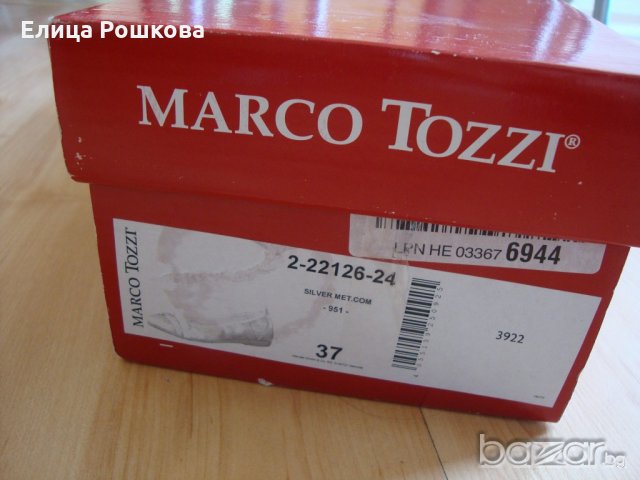 Елица Рошкова
MARCO TOZZI®
LPN HE 03367 6944
MARCO TOZZI
2-22126-24
SILVER MET.COM
- 951 -
37
3922
bazar.bg